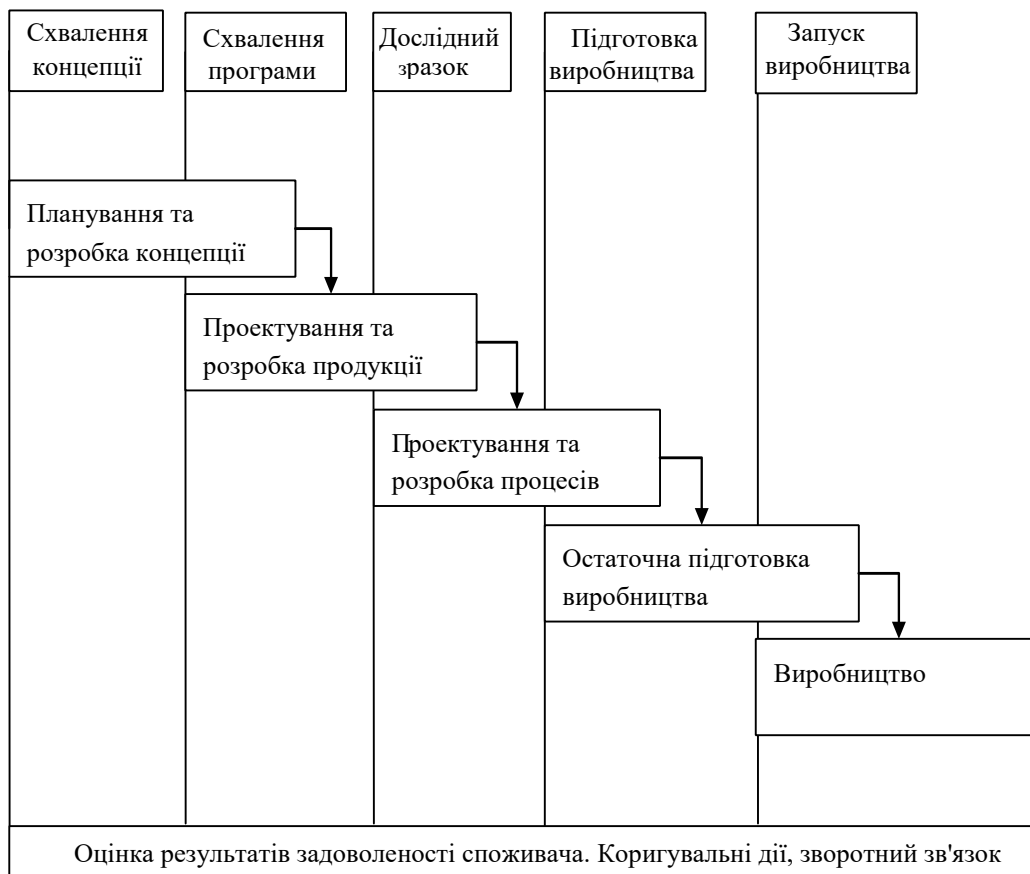 Схвалення
концепції
Схвалення
програми
Дослідний
зразок
Підготовка
виробництва
Запуск
виробництва
Планування та
розробка концепції
Проектування та
розробка продукції
Проектування та
розробка процесів
Остаточна підготовка
виробництва
Виробництво
Оцінка результатів задоволеності споживача. Коригувальні дії, зворотний зв'язок